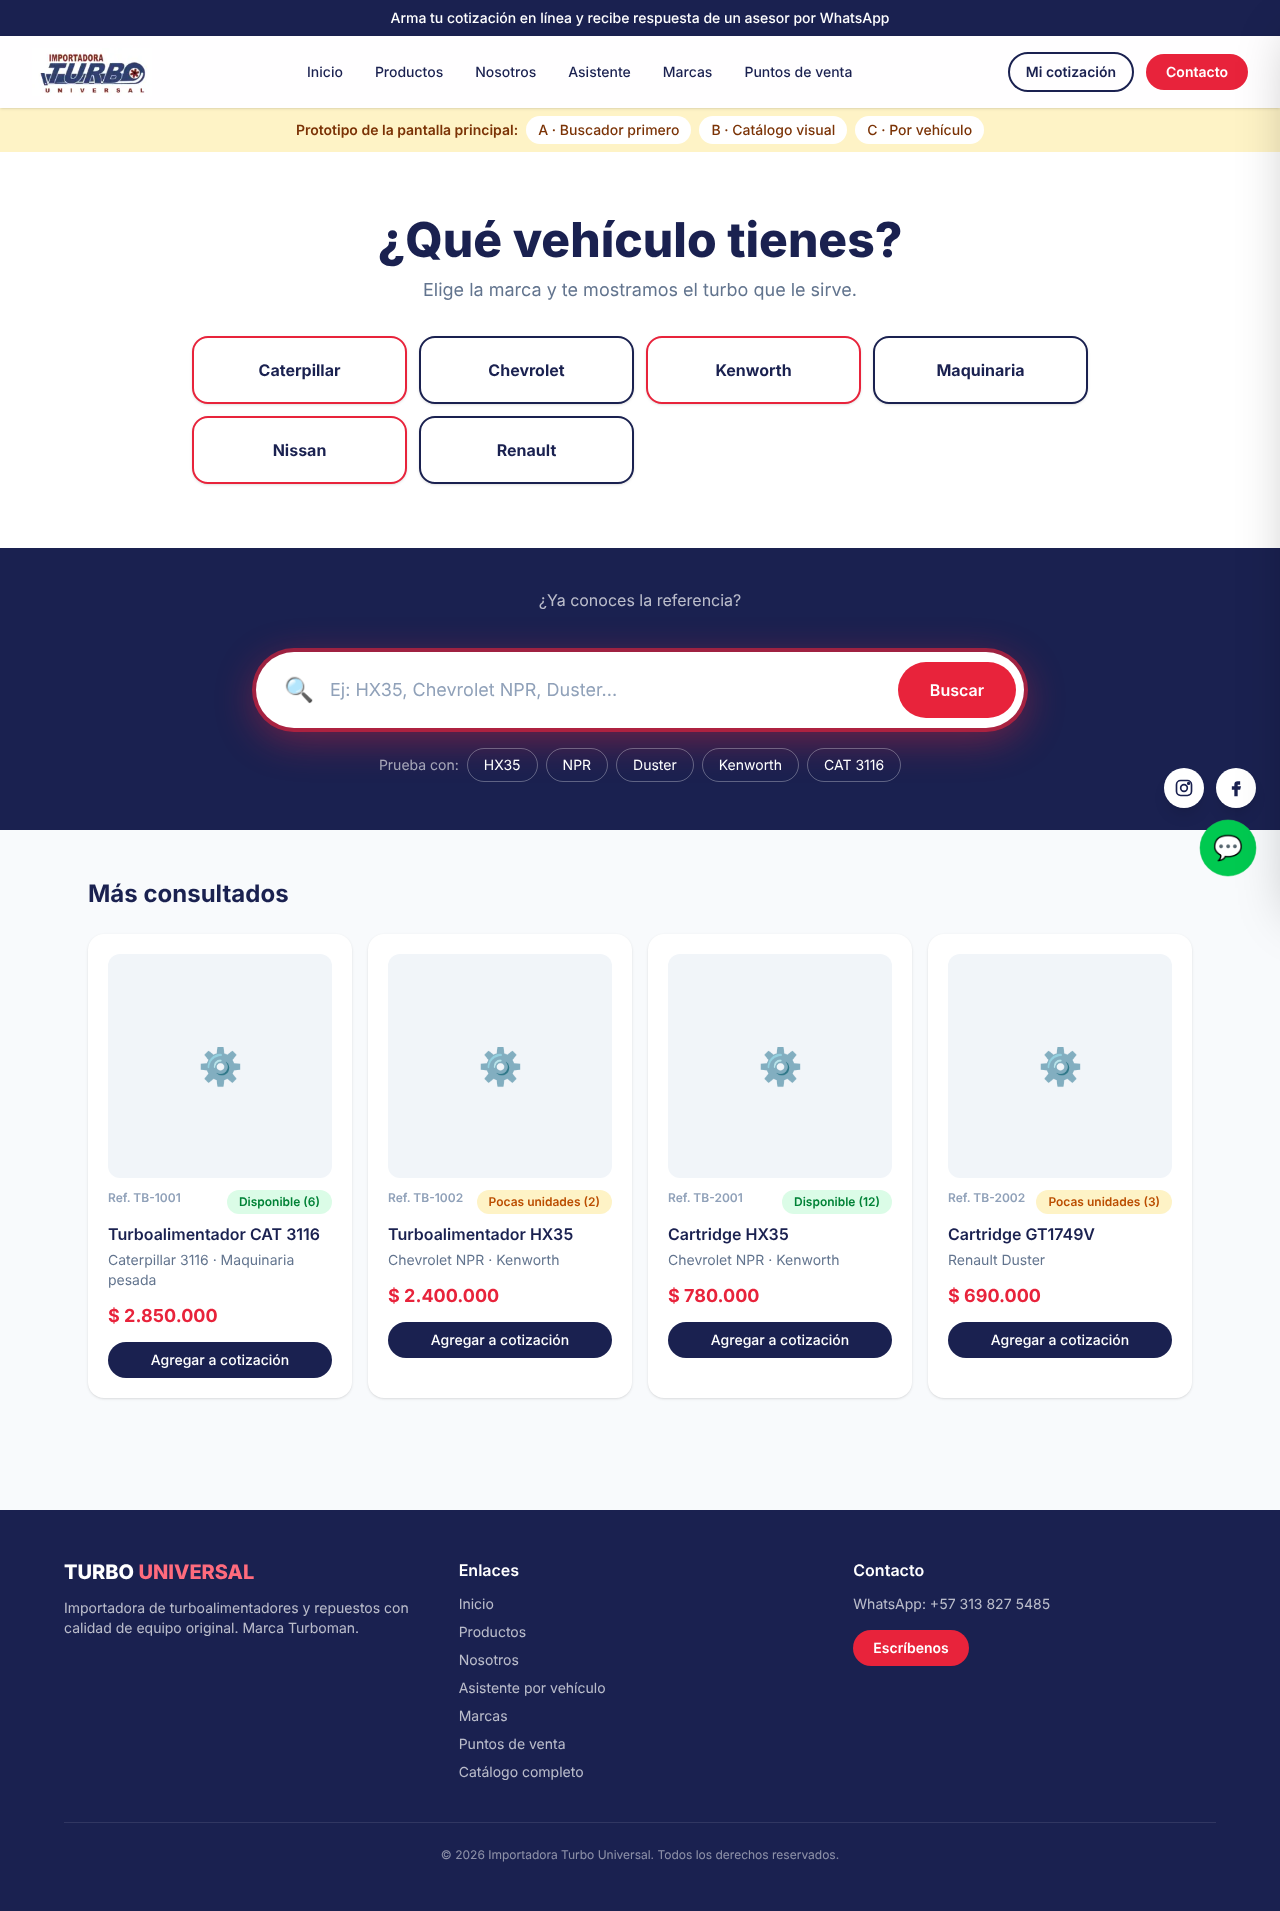 Arma tu cotización en línea y recibe respuesta de un asesor por WhatsApp
IMPORTADORA
TURBO
UNIVERSAL
Inicio Productos Nosotros Asistente Marcas Puntos de venta Mi cotización Contacto
Prototipo de la pantalla principal: A · Buscador primero B · Catálogo visual C · Por vehículo
¿Qué vehículo tienes?
Elige la marca y te mostramos el turbo que le sirve.
Caterpillar Chevrolet Kenworth Maquinaria
Nissan Renault
¿Ya conoces la referencia?
Ej: HX35, Chevrolet NPR, Duster... Buscar
Prueba con: HX35 NPR Duster Kenworth CAT 3116
Más consultados
Ref. TB-1001 Disponible (6)
Turboalimentador CAT 3116
Caterpillar 3116 · Maquinaria
pesada
$ 2.850.000
Agregar a cotización
Ref. TB-1002 Pocas unidades (2)
Turboalimentador HX35
Chevrolet NPR · Kenworth
$ 2.400.000
Agregar a cotización
Ref. TB-2001 Disponible (12)
Cartridge HX35
Chevrolet NPR · Kenworth
$ 780.000
Agregar a cotización
Ref. TB-2002 Pocas unidades (3)
Cartridge GT1749V
Renault Duster
$ 690.000
Agregar a cotización
TURBO UNIVERSAL
Importadora de turboalimentadores y repuestos con
calidad de equipo original. Marca Turboman.
Enlaces
Inicio
Productos
Nosotros
Asistente por vehículo
Marcas
Puntos de venta
Catálogo completo
Contacto
WhatsApp: +57 313 827 5485
Escríbenos
© 2026 Importadora Turbo Universal. Todos los derechos reservados.